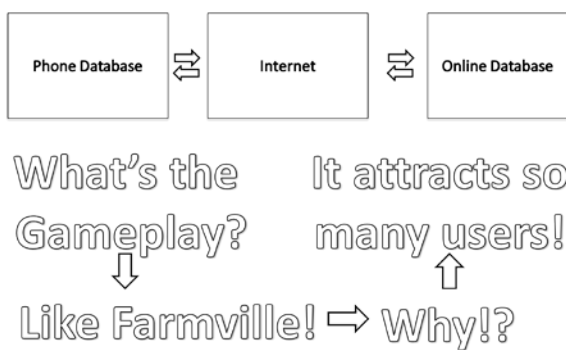 Phone Database
Internet
Online Database
What's the
Gameplay?
Like Farmville!
Why!?
It attracts so
many users!